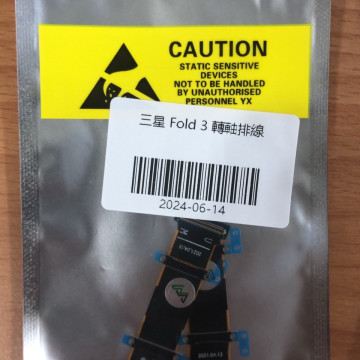 CAUTION
STATIC SENSITIVE
DEVICES
NOT TO BE HANDLED
BY UNAUTHORISED
PERSONNEL YX
三星 Fold 3 轉軸排線
2024-06-14